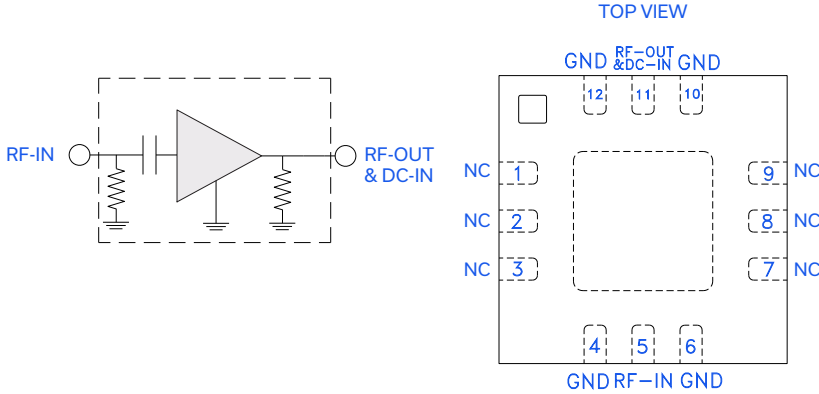 TOP VIEW
RF-IN
RF-OUT
& DC-IN
GND RF-OUT GND
&DC-IN
12 11 10
NC 1 9 NC
NC 2 8 NC
NC 3 7 NC
4 5 6
GND RF-IN GND